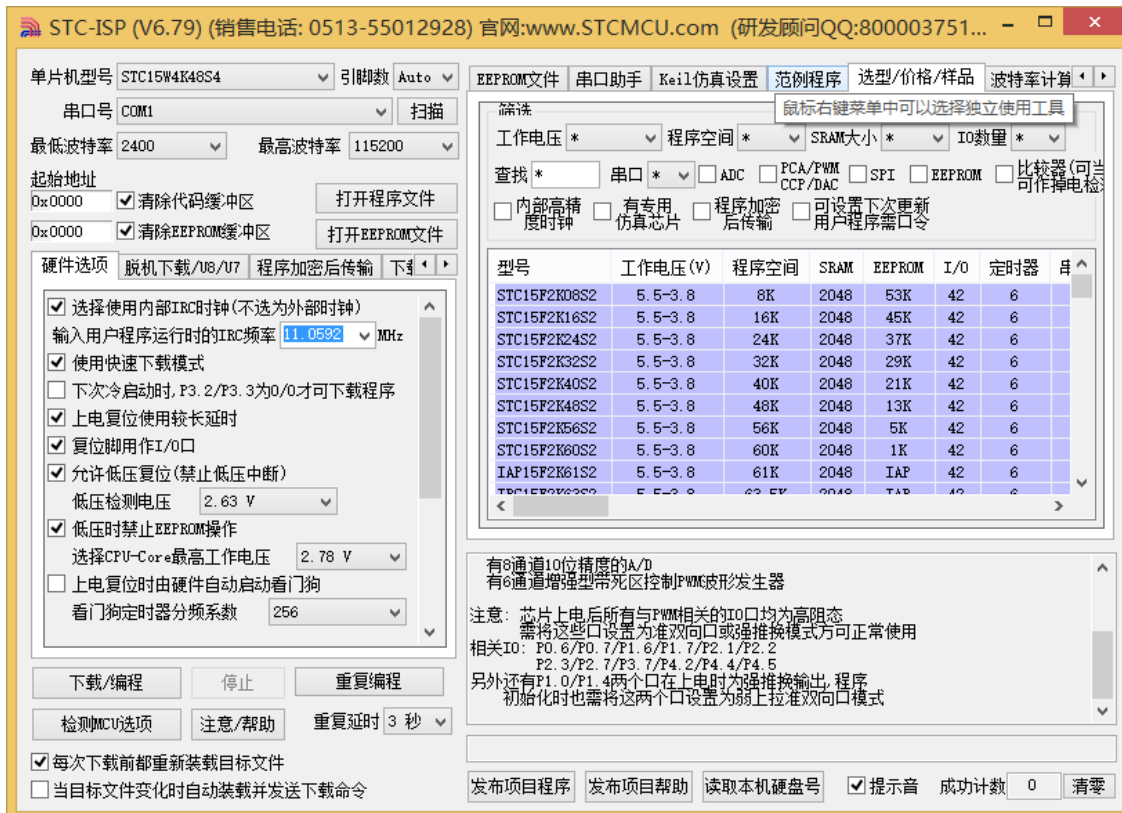 STC-ISP (V6.79) (销售电话: 0513-55012928) 官网:www.STCMCU.com (研发顾问QQ:800003751...
单片机型号 STC15W4K48S4 引脚数 Auto
串口号 COM1 扫描
最低波特率 2400 最高波特率 115200
起始地址
0x0000 清除代码缓冲区 打开程序文件
0x0000 清除EEPROM缓冲区 打开EEPROM文件
硬件选项 脱机下载/U8/U7 程序加密后传输
选择使用内部IRC时钟(不选为外部时钟)
输入用户程序运行时的IRC频率 11.0592 MHz
使用快速下载模式
下次冷启动时,P3.2/P3.3为0/0才可下载程序
上电复位使用较长延时
复位脚用作I/O口
允许低压复位(禁止低压中断)
低压检测电压 2.63 V
低压时禁止EEPROM操作
选择CPU-Core最高工作电压 2.78 V
上电复位时由硬件自动启动看门狗
看门狗定时器分频系数 256
下载/编程 停止 重复编程
检测MCU选项 注意/帮助 重复延时 3 秒
每次下载前都重新装载目标文件
当目标文件变化时自动装载并发送下载命令
EEPROM文件 串口助手 Keil仿真设置 范例程序 选型/价格/样品 波特率计算
鼠标右键菜单中可以选择独立使用工具
筛选
工作电压 * 程序空间 * SRAM大小 * IO数量 *
查找 * 串口 * ADC PCA/PWM CCP/DAC SPI EEPROM 比较器(可当
可作掉电检
内部高精度时钟 有专用仿真芯片 程序加密后传输 可设置下次更新用户程序需口令
型号 工作电压(V) 程序空间 SRAM EEPROM I/O 定时器
STC15F2K08S2 5.5-3.8 8K 2048 53K 42 6
STC15F2K16S2 5.5-3.8 16K 2048 45K 42 6
STC15F2K24S2 5.5-3.8 24K 2048 37K 42 6
STC15F2K32S2 5.5-3.8 32K 2048 29K 42 6
STC15F2K40S2 5.5-3.8 40K 2048 21K 42 6
STC15F2K48S2 5.5-3.8 48K 2048 13K 42 6
STC15F2K56S2 5.5-3.8 56K 2048 5K 42 6
STC15F2K60S2 5.5-3.8 60K 2048 1K 42 6
IAP15F2K61S2 5.5-3.8 61K 2048 IAP 42 6
有8通道10位精度的A/D
有6通道增强型带死区控制PWM波形发生器
注意: 芯片上电后所有与PWM相关的IO口均为高阻态
需将这些口设置为准双向口或强推挽模式方可正常使用
相关IO: P0.6/P0.7/P1.6/P1.7/P2.1/P2.2
P2.3/P2.7/P3.7/P4.2/P4.4/P4.5
另外还有P1.0/P1.4两个口在上电时为强推挽输出,程序
初始化时也需将这两个口设置为弱上拉准双向口模式
发布项目程序 发布项目帮助 读取本机硬盘号 提示音 成功计数 0 清零